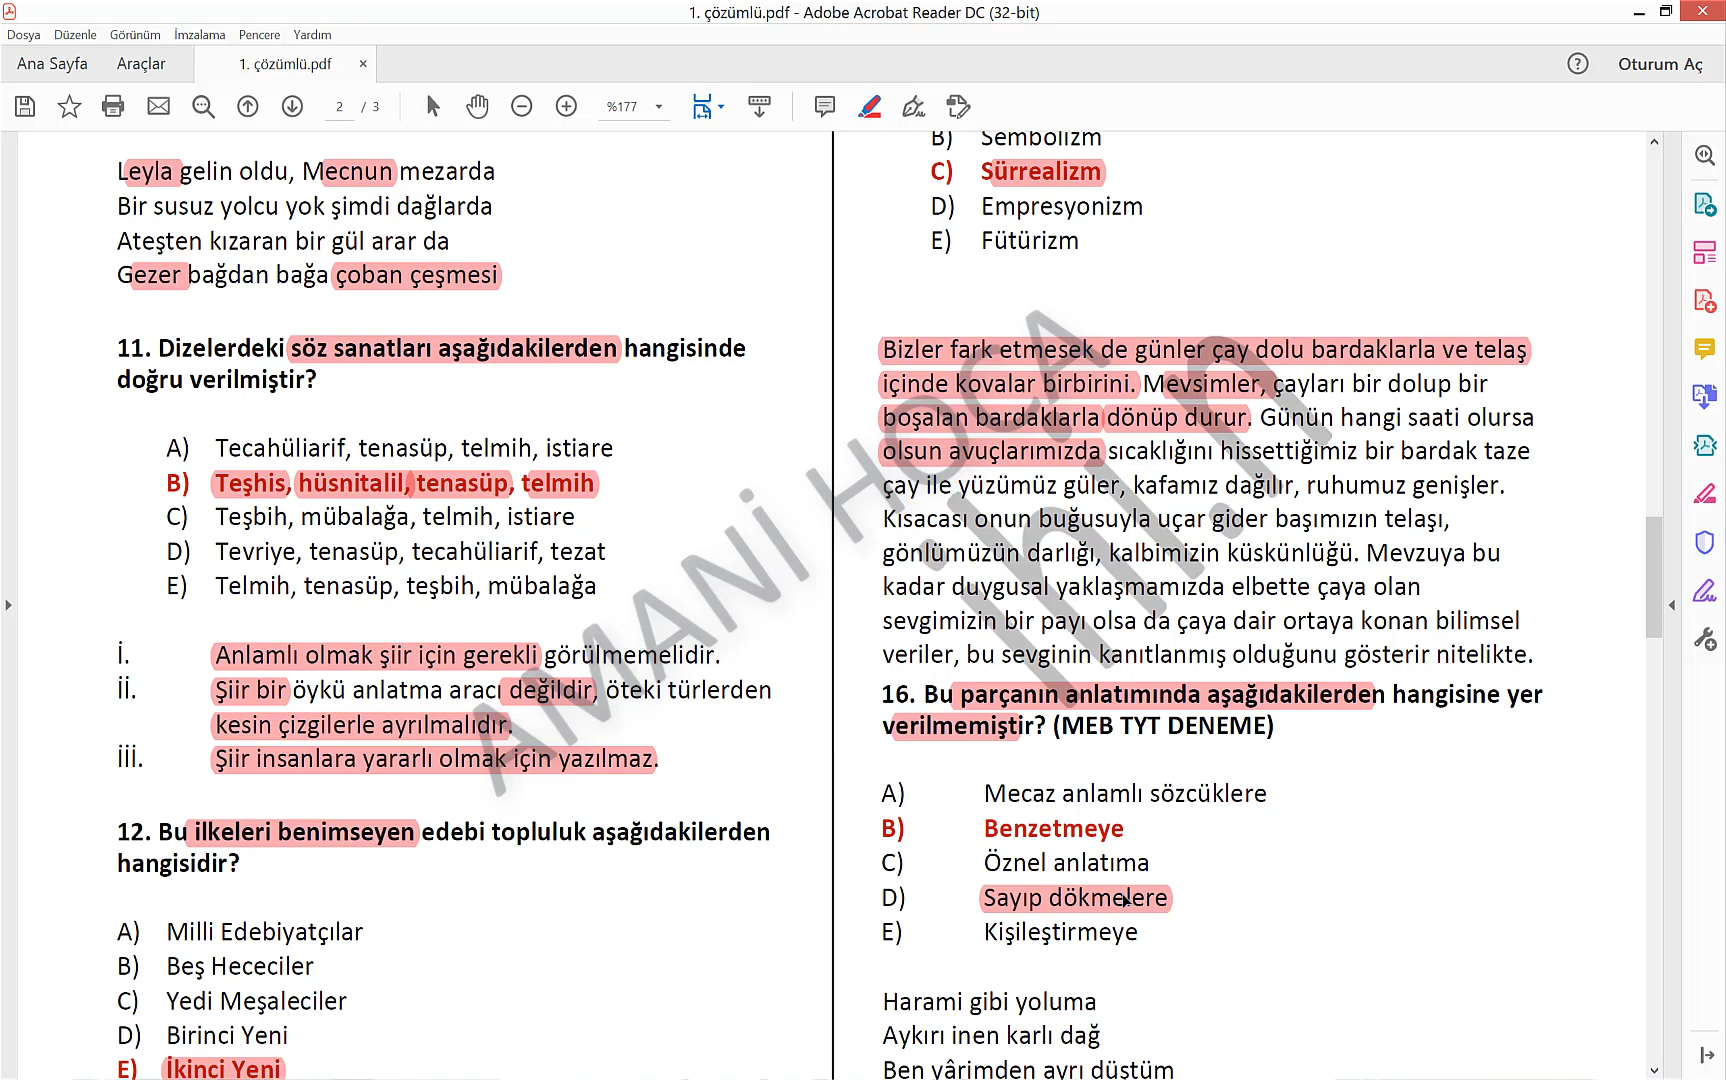 1. çözümlü.pdf - Adobe Acrobat Reader DC (32-bit)
Dosya Düzenle Görünüm İmzalama Pencere Yardım
Ana Sayfa Araçlar 1. çözümlü.pdf × Oturum Aç
2 / 3 %177
Leyla gelin oldu, Mecnun mezarda
Bir susuz yolcu yok şimdi dağlarda
Ateşten kızaran bir gül arar da
Gezer bağdan bağa çoban çeşmesi
11. Dizelerdeki söz sanatları aşağıdakilerden hangisinde
doğru verilmiştir?
A) Tecahüliarif, tenasüp, telmih, istiare
B) Teşhis, hüsnitalil, tenasüp, telmih
C) Teşbih, mübalağa, telmih, istiare
D) Tevriye, tenasüp, tecahüliarif, tezat
E) Telmih, tenasüp, teşbih, mübalağa
İ. Anlamlı olmak şiir için gerekli görülmemelidir.
İİ. Şiir bir öykü anlatma aracı değildir, öteki türlerden
kesin çizgilerle ayrılmalıdır.
İİİ. Şiir insanlara yararlı olmak için yazılmaz.
12. Bu ilkeleri benimseyen edebi topluluk aşağıdakilerden
hangisidir?
A) Milli Edebiyatçılar
B) Beş Hececiler
C) Yedi Meşaleciler
D) Birinci Yeni
E) İkinci Yeni
B) Sembolizm
C) Sürrealizm
D) Empresyonizm
E) Fütürizm
Bizler fark etmesek de günler çay dolu bardaklarla ve telaş
içinde kovalar birbirini. Mevsimler, çayları bir dolup bir
boşalan bardaklarla dönüp durur. Günün hangi saati olursa
olsun avuçlarımızda sıcaklığını hissettiğimiz bir bardak taze
çay ile yüzümüz güler, kafamız dağılır, ruhumuz genişler.
Kısacası onun buğusuyla uçar gider başımızın telaşı,
gönlümüzün darlığı, kalbimizin küskünlüğü. Mevzuya bu
kadar duygusal yaklaşmamızda elbette çaya olan
sevgimizin bir payı olsa da çaya dair ortaya konan bilimsel
veriler, bu sevginin kanıtlanmış olduğunu gösterir nitelikte.
16. Bu parçanın anlatımında aşağıdakilerden hangisine yer
verilmemiştir? (MEB TYT DENEME)
A) Mecaz anlamlı sözcüklere
B) Benzetmeye
C) Öznel anlatıma
D) Sayıp dökmelere
E) Kişileştirmeye
Harami gibi yoluma
Aykırı inen karlı dağ
Ben yârimden ayrı düştüm
AMANİ HOCA